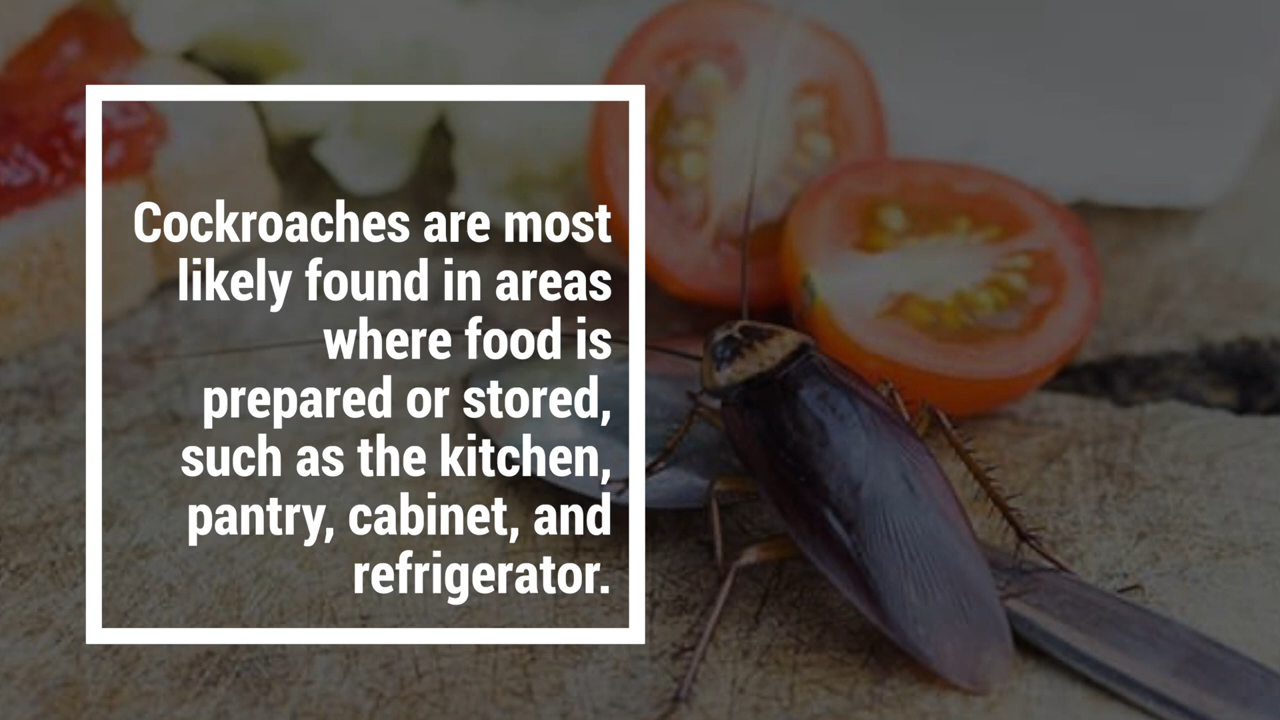 Cockroaches are most
likely found in areas
where food is
prepared or stored,
such as the kitchen,
pantry, cabinet, and
refrigerator.